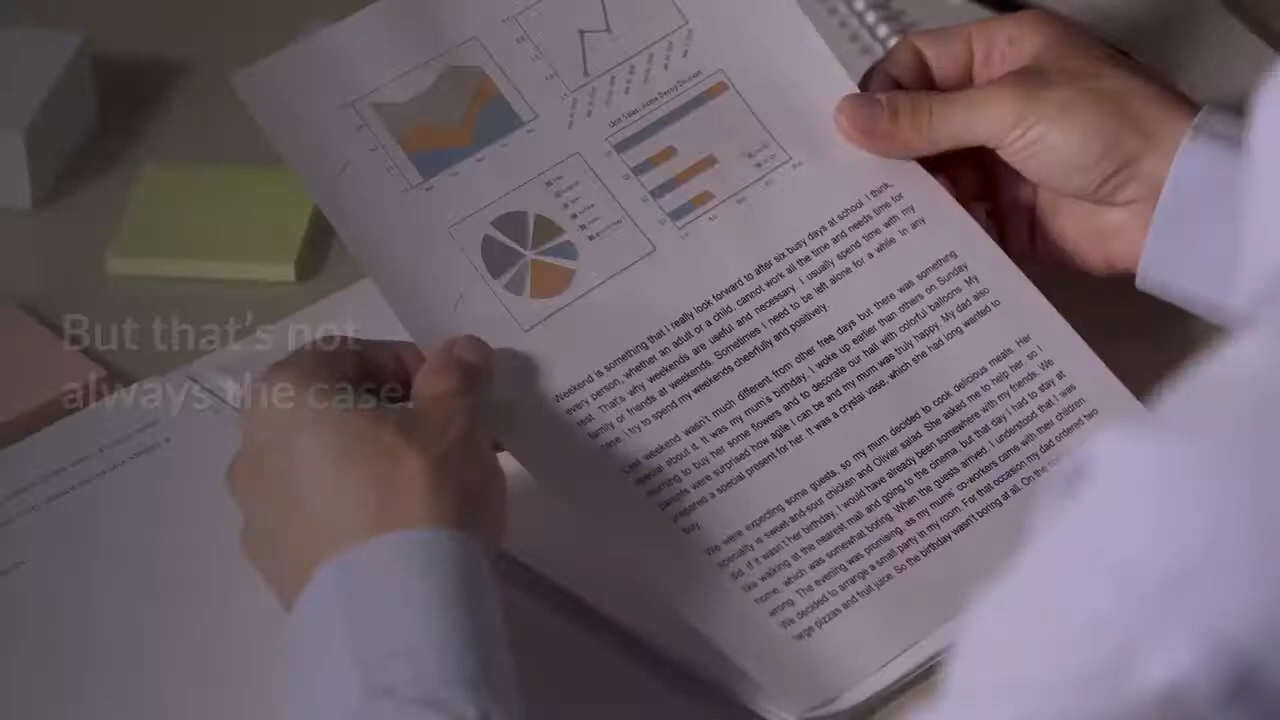 Unit Sales
But that's not
always the case.
Weekend is something that I really look forward to after six busy days at school. I think,
every person, whether an adult or a child, cannot work all the time and needs time for
rest. That's why weekends are useful and necessary. I usually spend time with my
family or friends at weekends. Sometimes I need to be left alone for a while. In any
case, I try to spend my weekends cheerfully and positively.
Last weekend wasn't much different from other free days but there was something
special about it. It was my mum's birthday. I woke up earlier than others on Sunday
morning to buy her some flowers and to decorate our hall with colorful balloons. My
parents were surprised how agile I can be and my mum was truly happy. My dad also
prepared a special present for her. It was a crystal vase, which she had long wanted to
buy.
We were expecting some guests, so my mum decided to cook delicious meals. Her
specialty is sweet-and-sour chicken and Olivier salad. She asked me to help her, so I
did. If it wasn't her birthday, I would have already been somewhere with my friends. We
like walking at the nearest mall and going to the cinema, but that day I had to stay at
home, which was somewhat boring. When the guests arrived, I understood that I was
wrong. The evening was promising, as my mums' co-workers came with their children.
We decided to arrange a small party in my room. For that occasion my dad ordered two
large pizzas and fruit juice. So the birthday wasn't boring at all. On the